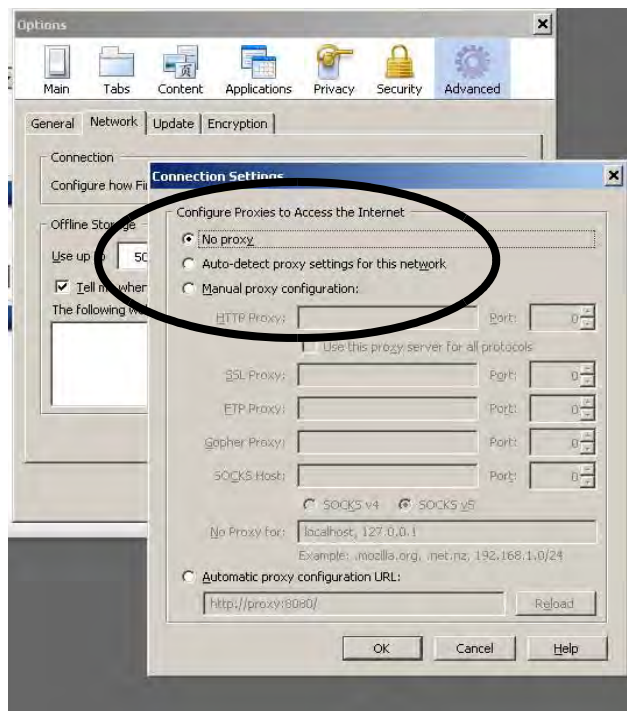 Options
Main Tabs Content Applications Privacy Security Advanced
General Network Update Encryption
Connection
Configure how Fi
Connection Settings
Offline Storage
Use up 50
Tell me when
The following
Configure Proxies to Access the Internet
No proxy
Auto-detect proxy settings for this network
Manual proxy configuration:
HTTP Proxy: Port: 0
Use this proxy server for all protocols
SSL Proxy: Port: 0
FTP Proxy: Port: 0
Gopher Proxy: Port: 0
SOCKS Host: Port: 0
SOCKS v4 SOCKS v5
No Proxy for: localhost, 127.0.0.1
Example: .mozilla.org, .net.nz, 192.168.1.0/24
Automatic proxy configuration URL:
http://proxy:8080/ Reload
OK Cancel Help